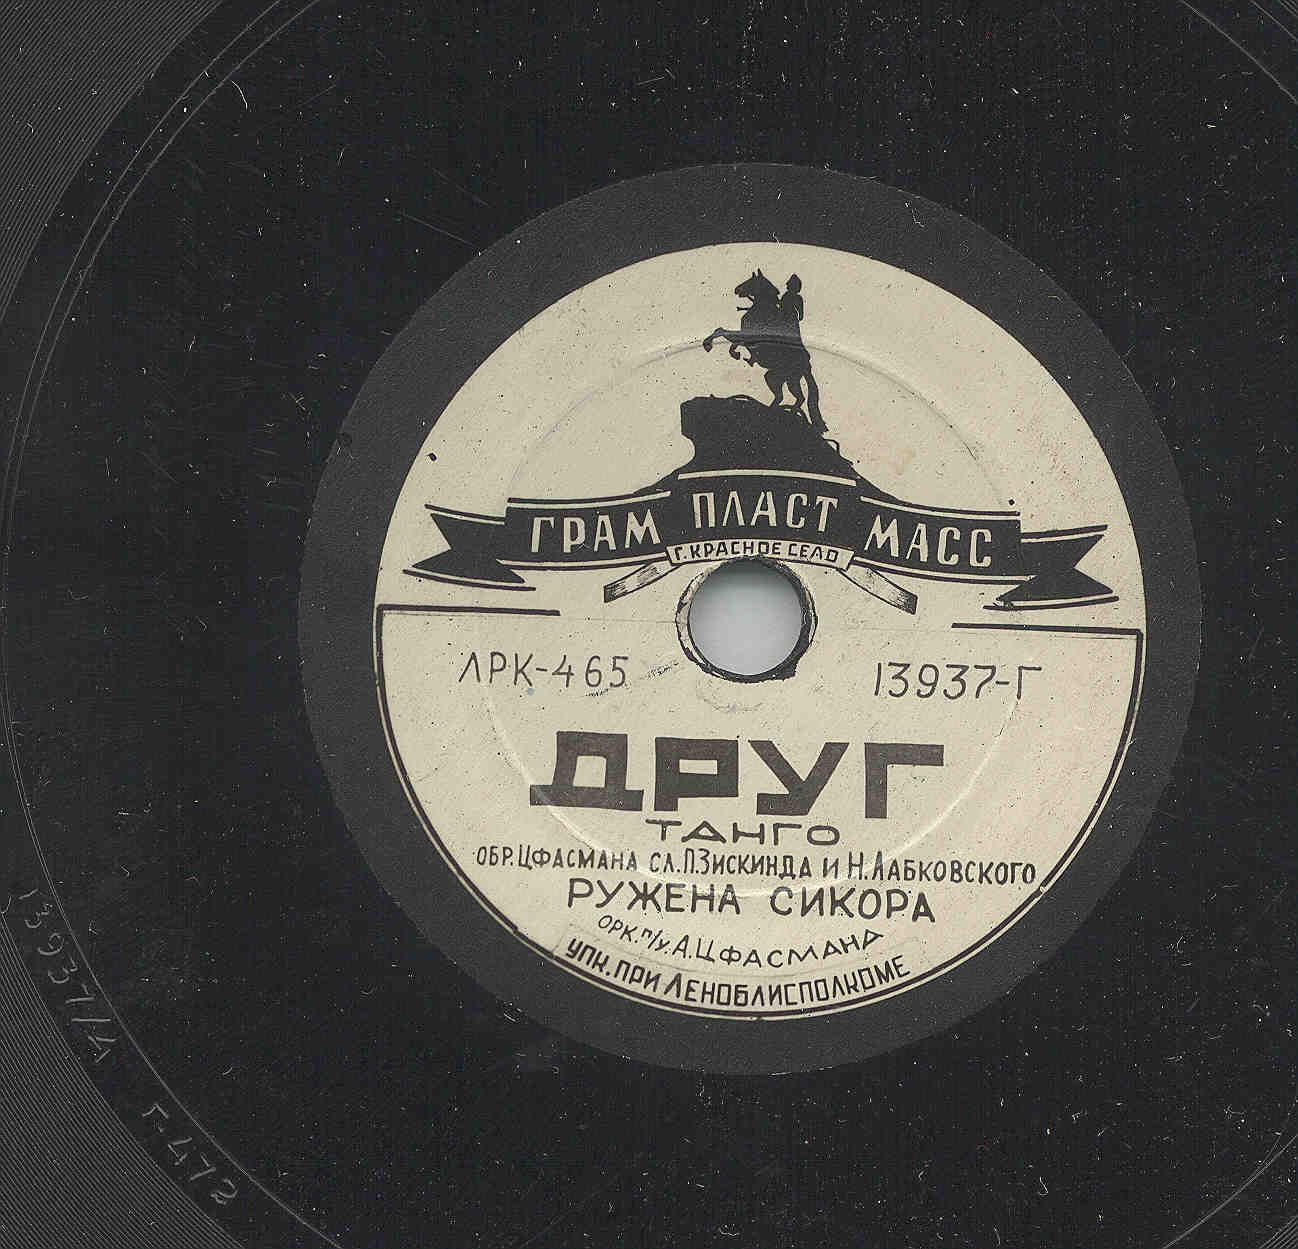 ГРАМ ПЛАСТ МАСС
Г. КРАСНОЕ СЕЛО
ЛРК-465
13937-Г
ДРУГ
ТАНГО
ОБР. ЦФАСМАНА СЛ. П. ЗИСКИНДА И Н. ЛАБКОВСКОГО
РУЖЕНА СИКОРА
ОРК. П/У. А. ЦФАСМАНА
УПК. ПРИ ЛЕНОБЛИСПОЛКОМЕ
13937/Д Г-472